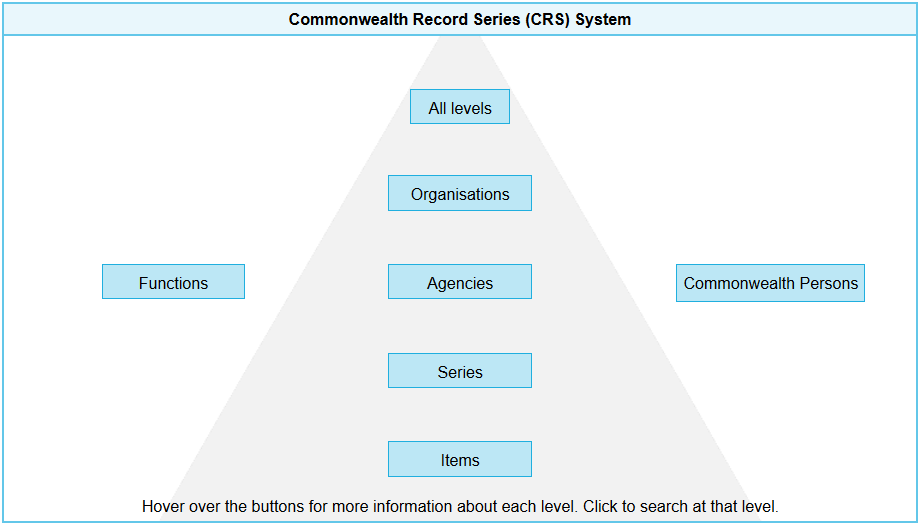 Commonwealth Record Series (CRS) System
All levels
Organisations
Functions
Agencies
Commonwealth Persons
Series
Items
Hover over the buttons for more information about each level. Click to search at that level.